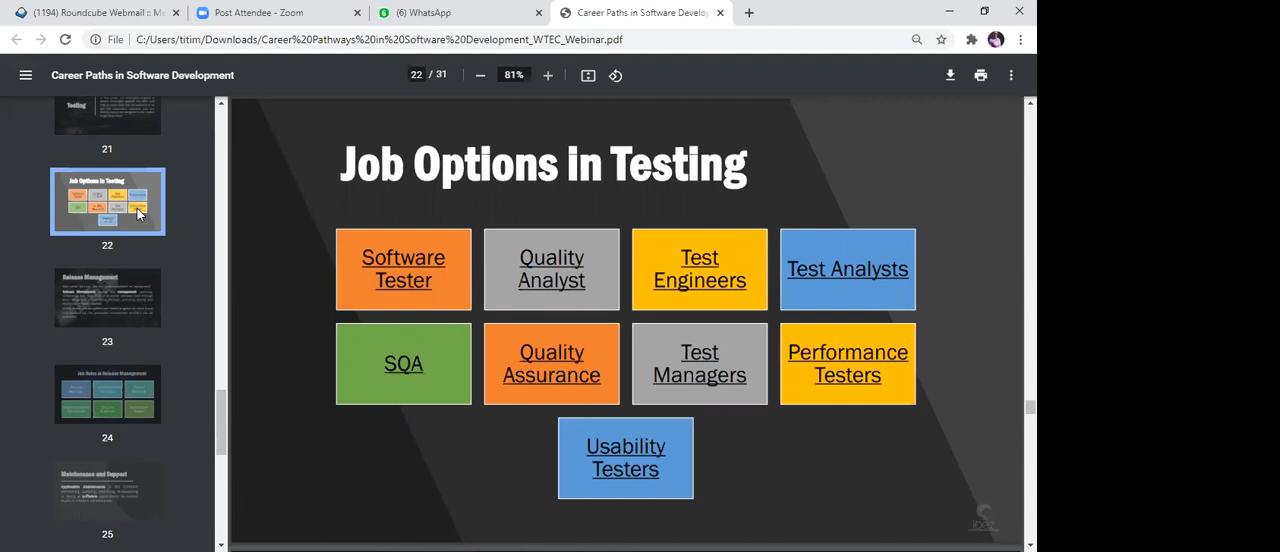 (1194) Roundcube Webmail :: Me
Post Attendee - Zoom
(6) WhatsApp
Career Paths in Software Develop
File
C:/Users/titim/Downloads/Career%20Pathways%20in%20Software%20Development_WTEC_Webinar.pdf
Career Paths in Software Development
22 / 31
81%
Testing
21
Job Options in Testing
22
Release Management
23
Job Roles in Release Management
24
Maintenance and Support
25
Job Options in Testing
Software
Tester
Quality
Analyst
Test
Engineers
Test Analysts
SQA
Quality
Assurance
Test
Managers
Performance
Testers
Usability
Testers